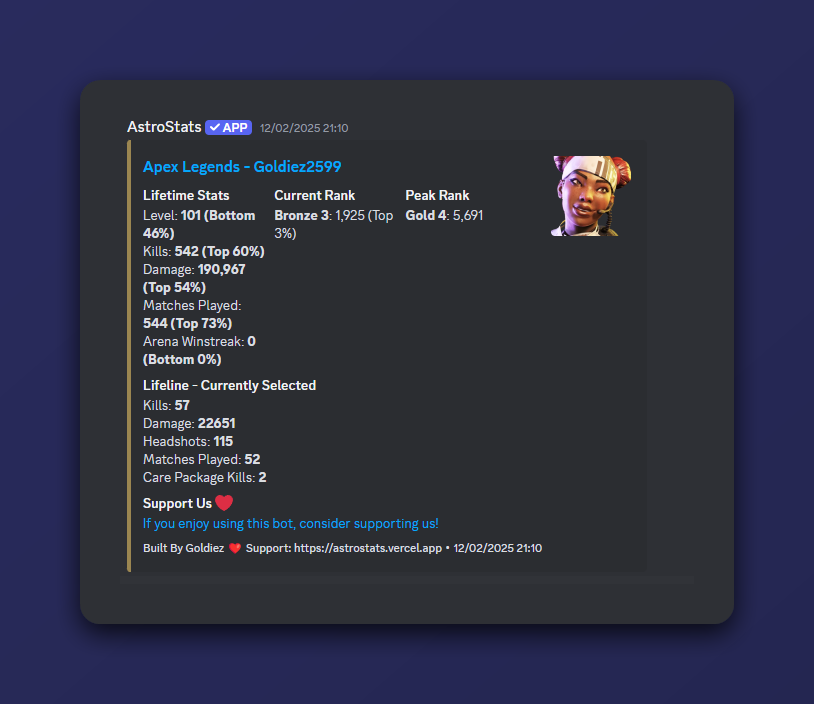 AstroStats ✓ APP 12/02/2025 21:10
Apex Legends - Goldiez2599
Lifetime Stats
Level: 101 (Bottom
46%)
Kills: 542 (Top 60%)
Damage: 190,967
(Top 54%)
Matches Played:
544 (Top 73%)
Arena Winstreak: 0
(Bottom 0%)
Current Rank
Bronze 3: 1,925 (Top
3%)
Peak Rank
Gold 4: 5,691
Lifeline - Currently Selected
Kills: 57
Damage: 22651
Headshots: 115
Matches Played: 52
Care Package Kills: 2
Support Us ❤️
If you enjoy using this bot, consider supporting us!
Built By Goldiez ❤️ Support: https://astrostats.vercel.app • 12/02/2025 21:10